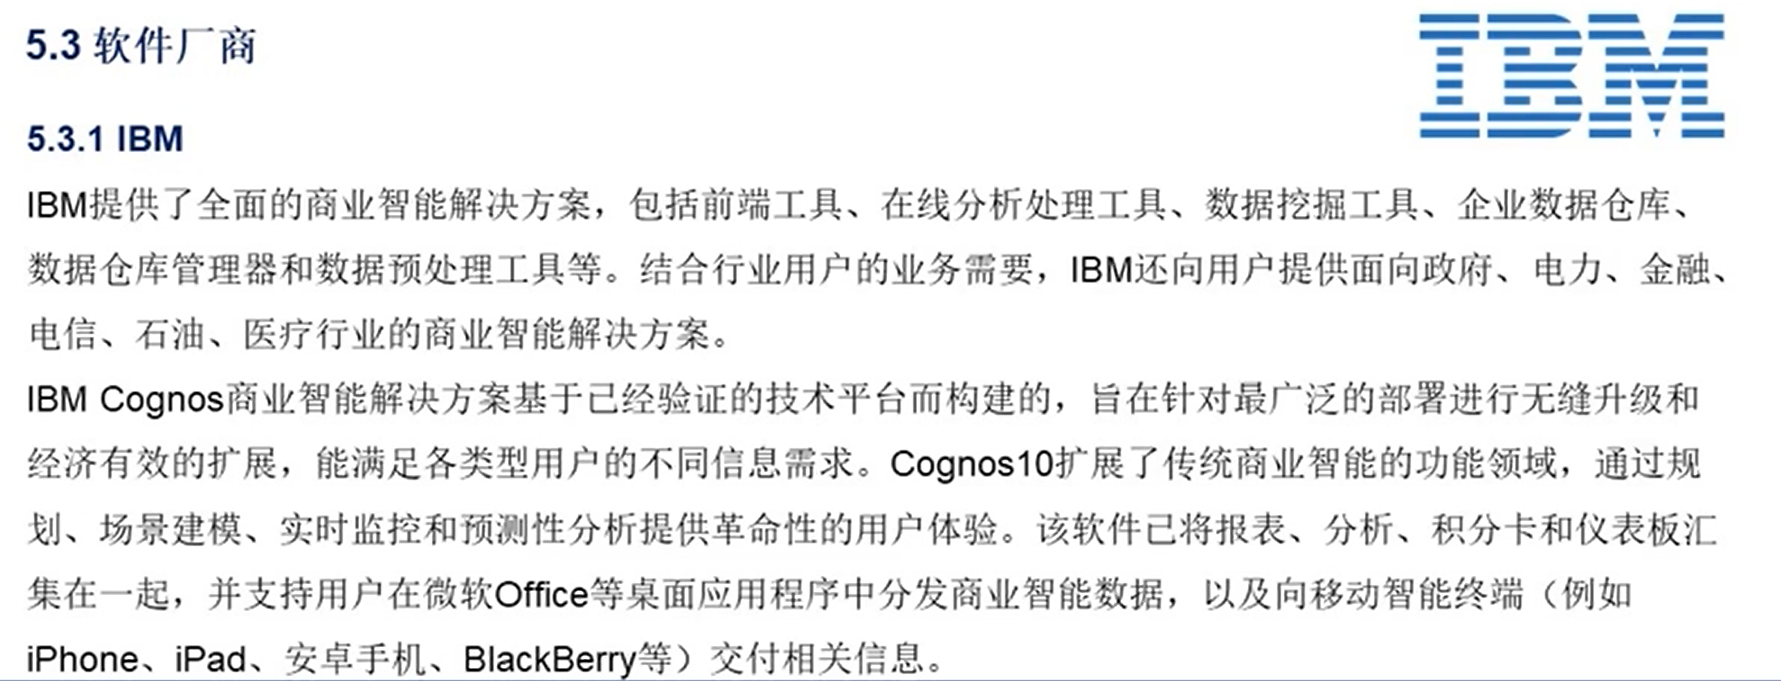 5.3 软件厂商
IBM
5.3.1 IBM
IBM提供了全面的商业智能解决方案，包括前端工具、在线分析处理工具、数据挖掘工具、企业数据仓库、
数据仓库管理器和数据预处理工具等。结合行业用户的业务需要，IBM还向用户提供面向政府、电力、金融、
电信、石油、医疗行业的商业智能解决方案。
IBM Cognos商业智能解决方案基于已经验证的技术平台而构建的，旨在针对最广泛的部署进行无缝升级和
经济有效的扩展，能满足各类型用户的不同信息需求。Cognos10扩展了传统商业智能的功能领域，通过规
划、场景建模、实时监控和预测性分析提供革命性的用户体验。该软件已将报表、分析、积分卡和仪表板汇
集在一起，并支持用户在微软Office等桌面应用程序中分发商业智能数据，以及向移动智能终端（例如
iPhone、iPad、安卓手机、BlackBerry等）交付相关信息。